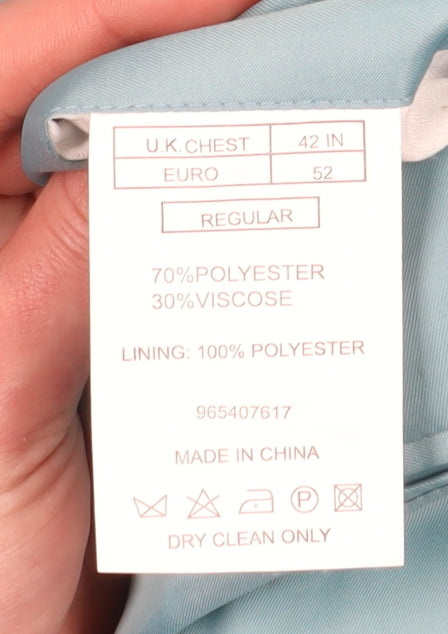 U.K. CHEST 42 IN
EURO 52
REGULAR
70%POLYESTER
30%VISCOSE
LINING: 100% POLYESTER
965407617
MADE IN CHINA
P
DRY CLEAN ONLY